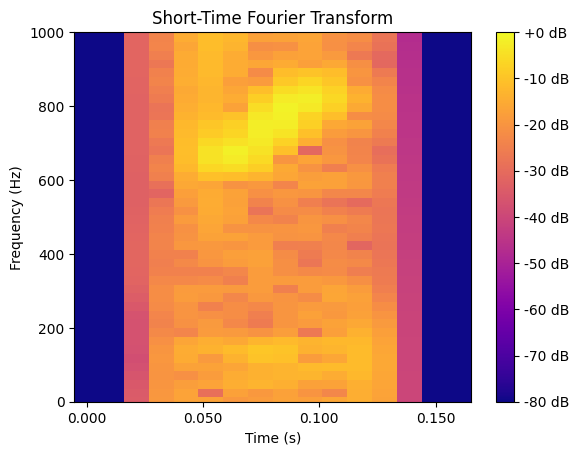 Short-Time Fourier Transform
1000
800
600
400
200
0
Frequency (Hz)
0.000
0.050
0.100
0.150
Time (s)
+0 dB
-10 dB
-20 dB
-30 dB
-40 dB
-50 dB
-60 dB
-70 dB
-80 dB